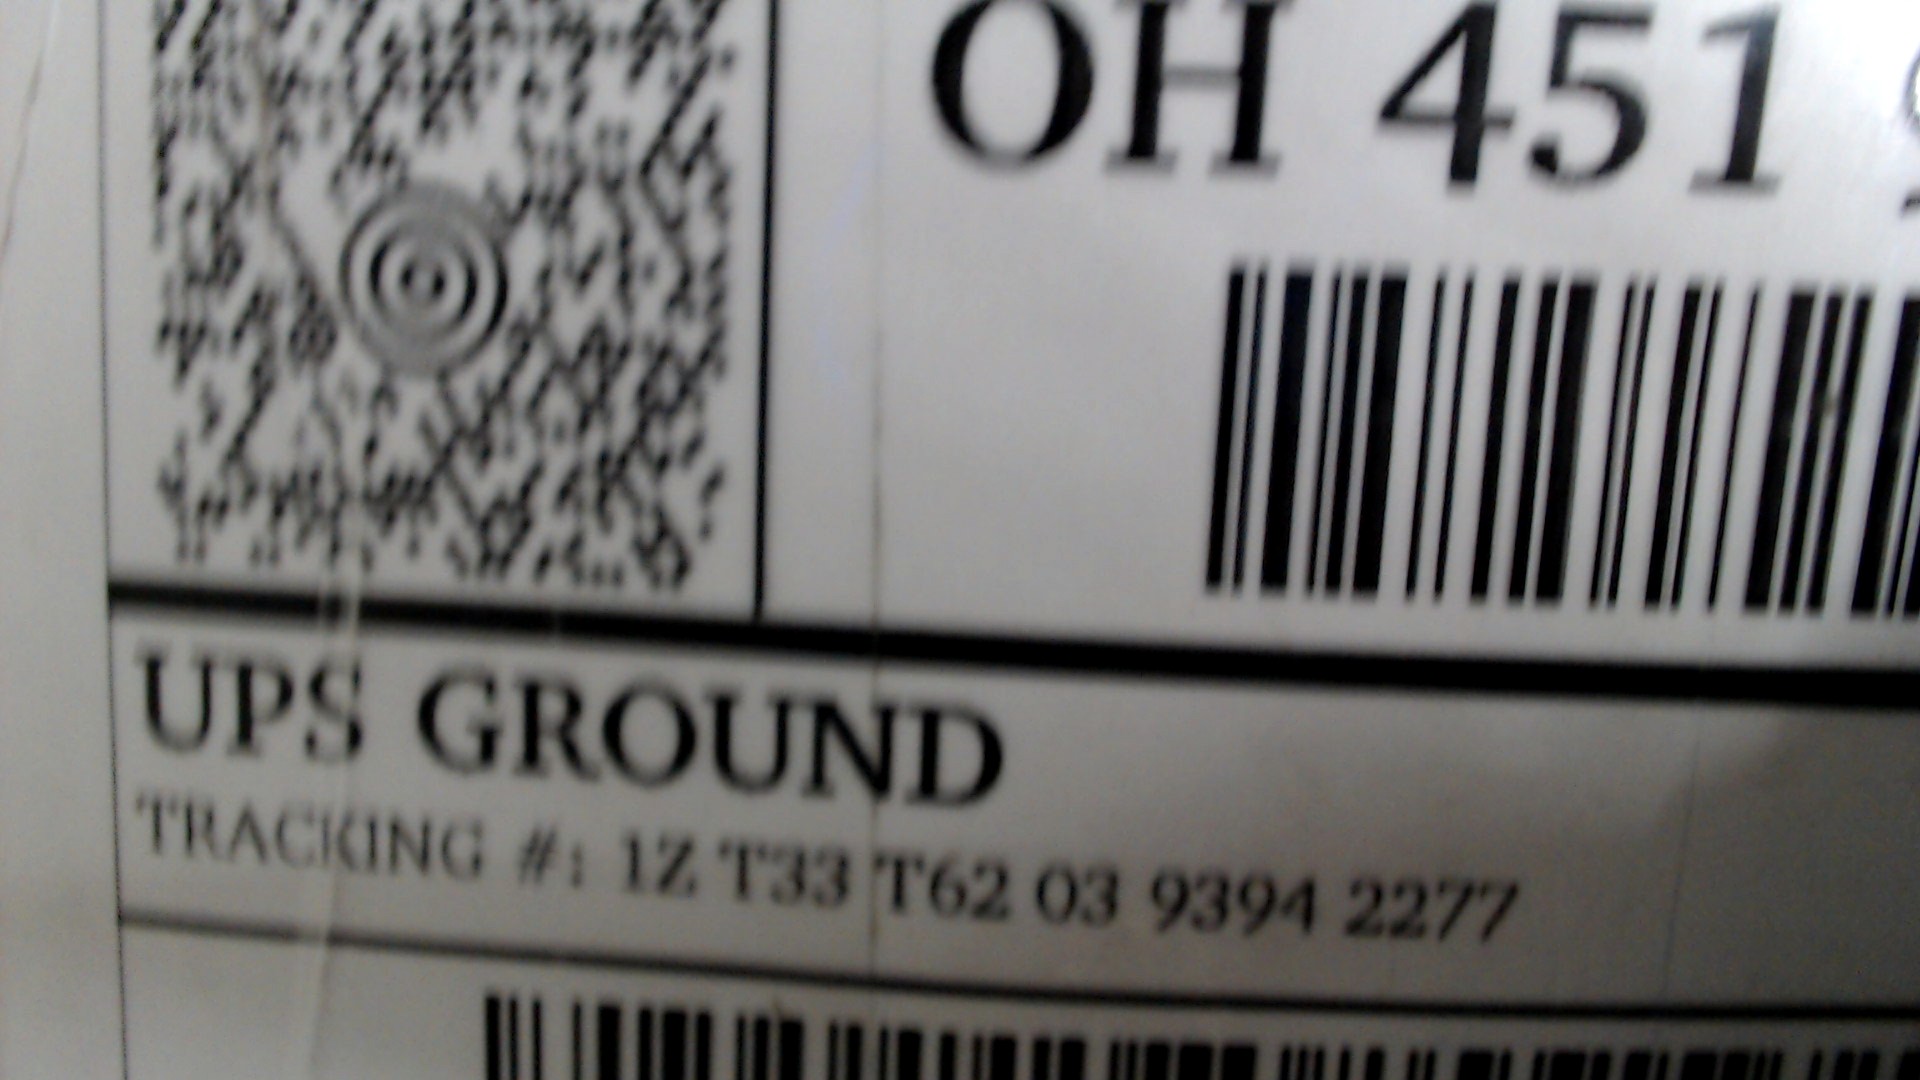 OH 451
UPS GROUND
TRACKING #: 1Z T33 T62 03 9394 2277